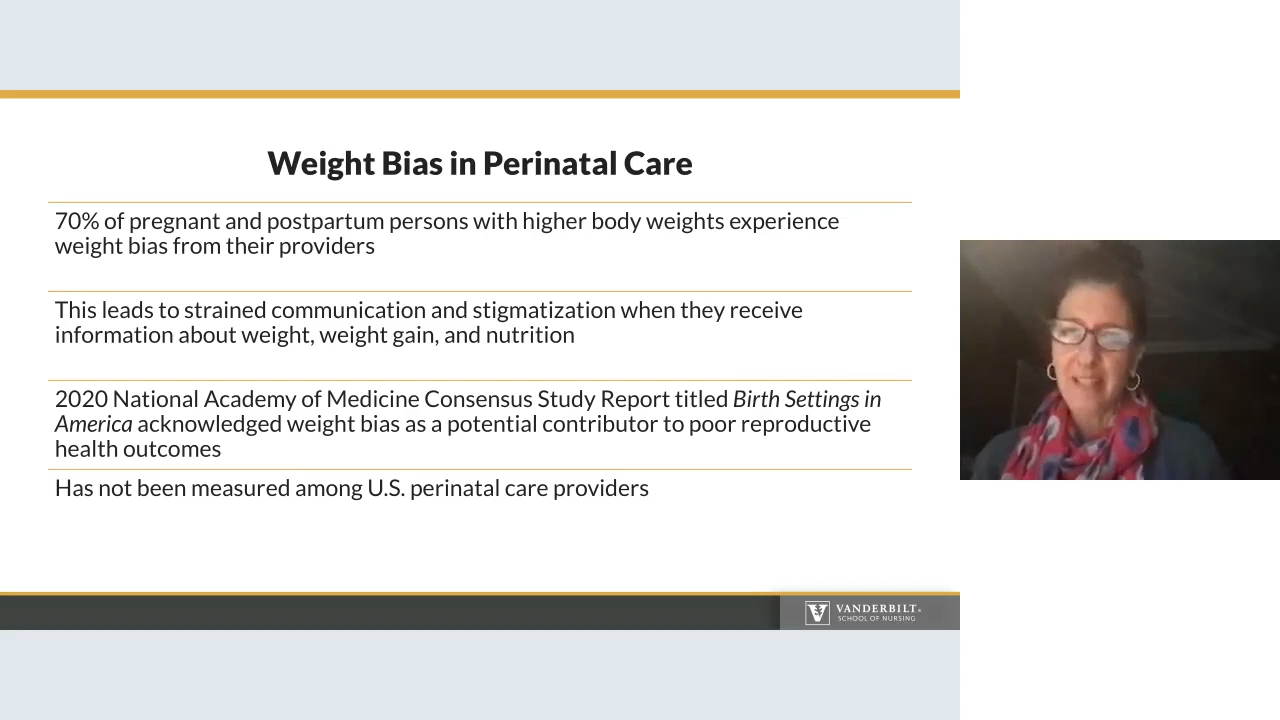 Weight Bias in Perinatal Care
70% of pregnant and postpartum persons with higher body weights experience
weight bias from their providers
This leads to strained communication and stigmatization when they receive
information about weight, weight gain, and nutrition
2020 National Academy of Medicine Consensus Study Report titled Birth Settings in
America acknowledged weight bias as a potential contributor to poor reproductive
health outcomes
Has not been measured among U.S. perinatal care providers
VANDERBILT®
SCHOOL OF NURSING